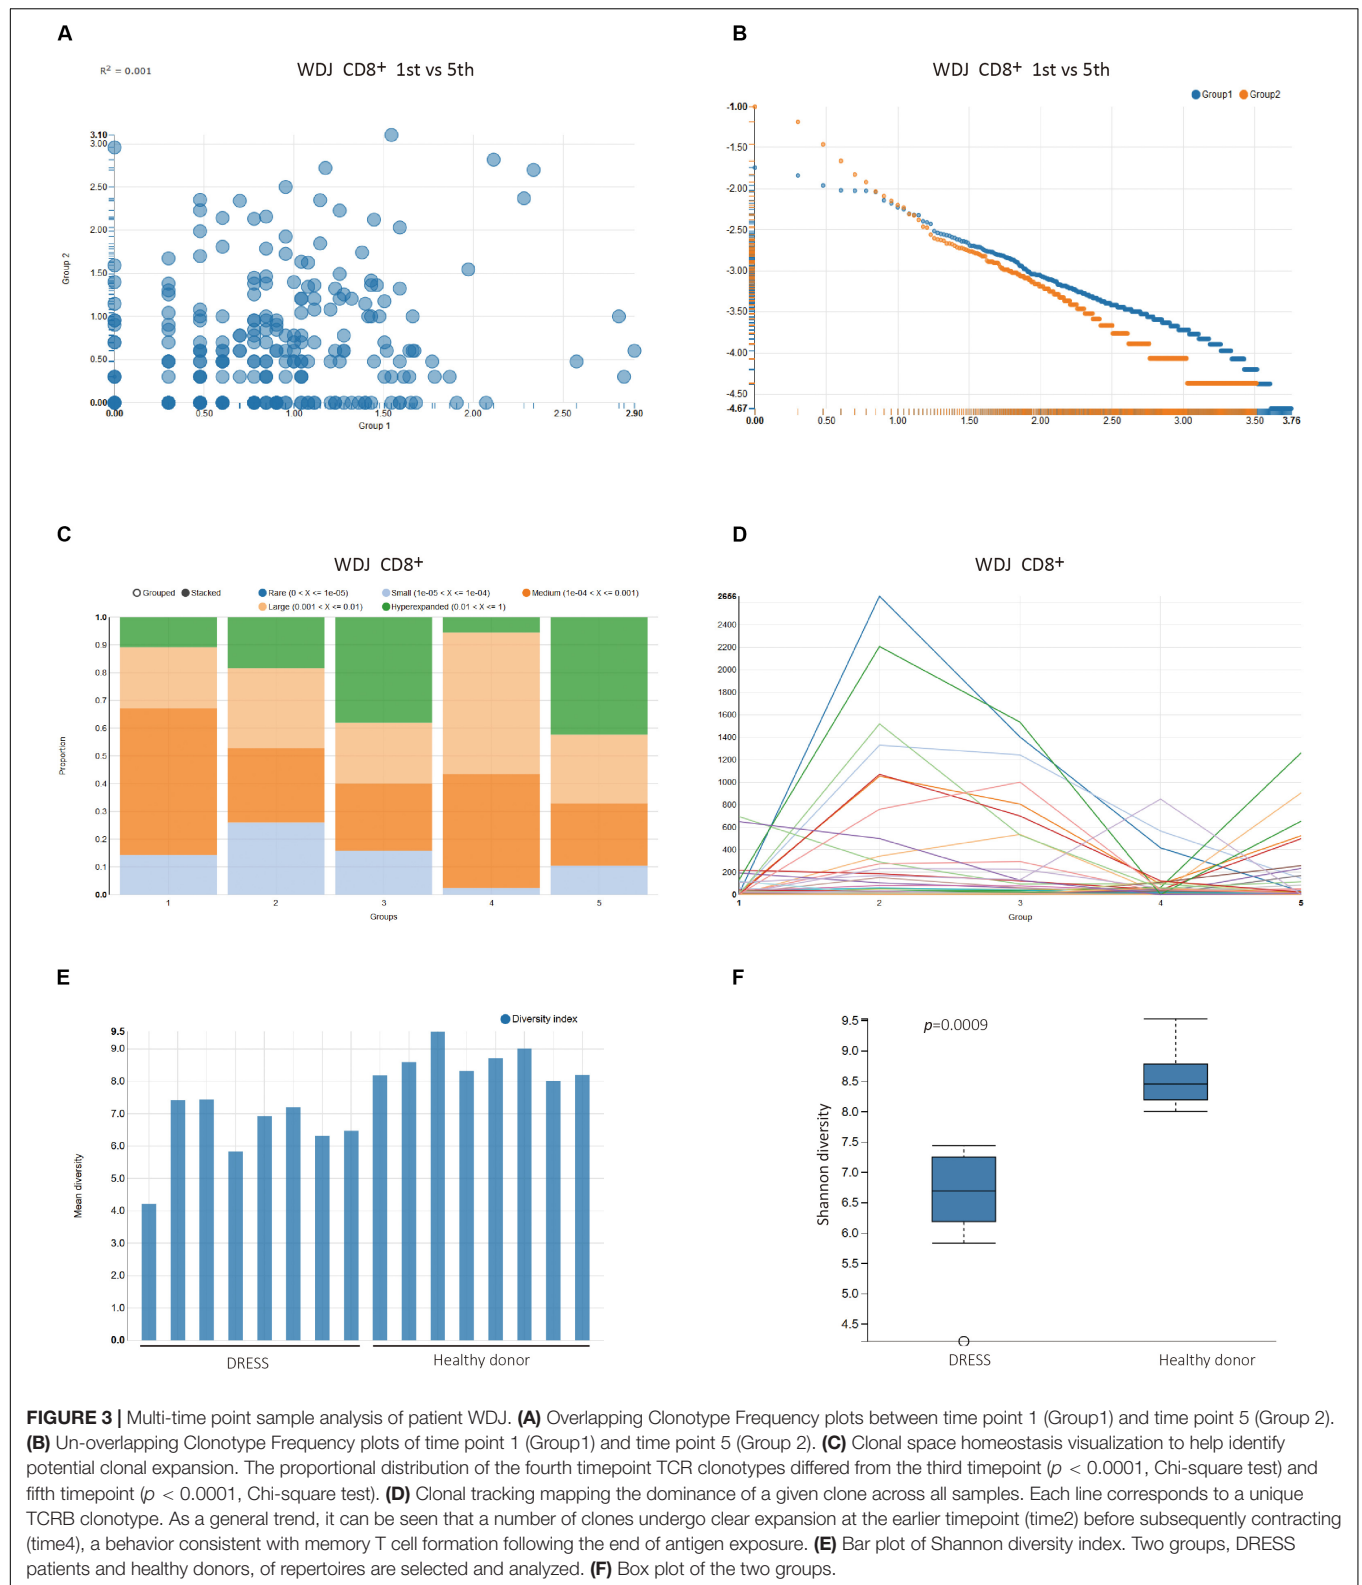 A
WDJ CD8+ 1st vs 5th
R² = 0.001
3.10
3.00
2.50
2.00
1.50
1.00
0.50
0.00
Group 2
0.00 0.50 1.00 1.50 2.00 2.50 2.90
Group 1
B
WDJ CD8+ 1st vs 5th
Group1 Group2
-1.00
-1.50
-2.00
-2.50
-3.00
-3.50
-4.00
-4.50
-4.67
0.00 0.50 1.00 1.50 2.00 2.50 3.00 3.50 3.76
C
WDJ CD8+
Grouped Stacked Rare (0 < X <= 1e-05) Small (1e-05 < X <= 1e-04) Medium (1e-04 < X <= 0.001)
Large (0.001 < X <= 0.01) Hyperexpanded (0.01 < X <= 1)
1.0
0.9
0.8
0.7
0.6
0.5
0.4
0.3
0.2
0.1
0.0
Proportion
1 2 3 4 5
Groups
D
WDJ CD8+
2656
2400
2200
2000
1800
1600
1400
1200
1000
800
600
400
200
0
1 2 3 4 5
Group
E
Diversity index
9.5
9.0
8.0
7.0
6.0
5.0
4.0
3.0
2.0
1.0
0.0
Mean diversity
DRESS Healthy donor
F
p=0.0009
9.5
9.0
8.5
8.0
7.5
7.0
6.5
6.0
5.5
5.0
4.5
Shannon diversity
DRESS Healthy donor
FIGURE 3 | Multi-time point sample analysis of patient WDJ. (A) Overlapping Clonotype Frequency plots between time point 1 (Group1) and time point 5 (Group 2).
(B) Un-overlapping Clonotype Frequency plots of time point 1 (Group1) and time point 5 (Group 2). (C) Clonal space homeostasis visualization to help identify
potential clonal expansion. The proportional distribution of the fourth timepoint TCR clonotypes differed from the third timepoint (p < 0.0001, Chi-square test) and
fifth timepoint (p < 0.0001, Chi-square test). (D) Clonal tracking mapping the dominance of a given clone across all samples. Each line corresponds to a unique
TCRB clonotype. As a general trend, it can be seen that a number of clones undergo clear expansion at the earlier timepoint (time2) before subsequently contracting
(time4), a behavior consistent with memory T cell formation following the end of antigen exposure. (E) Bar plot of Shannon diversity index. Two groups, DRESS
patients and healthy donors, of repertoires are selected and analyzed. (F) Box plot of the two groups.